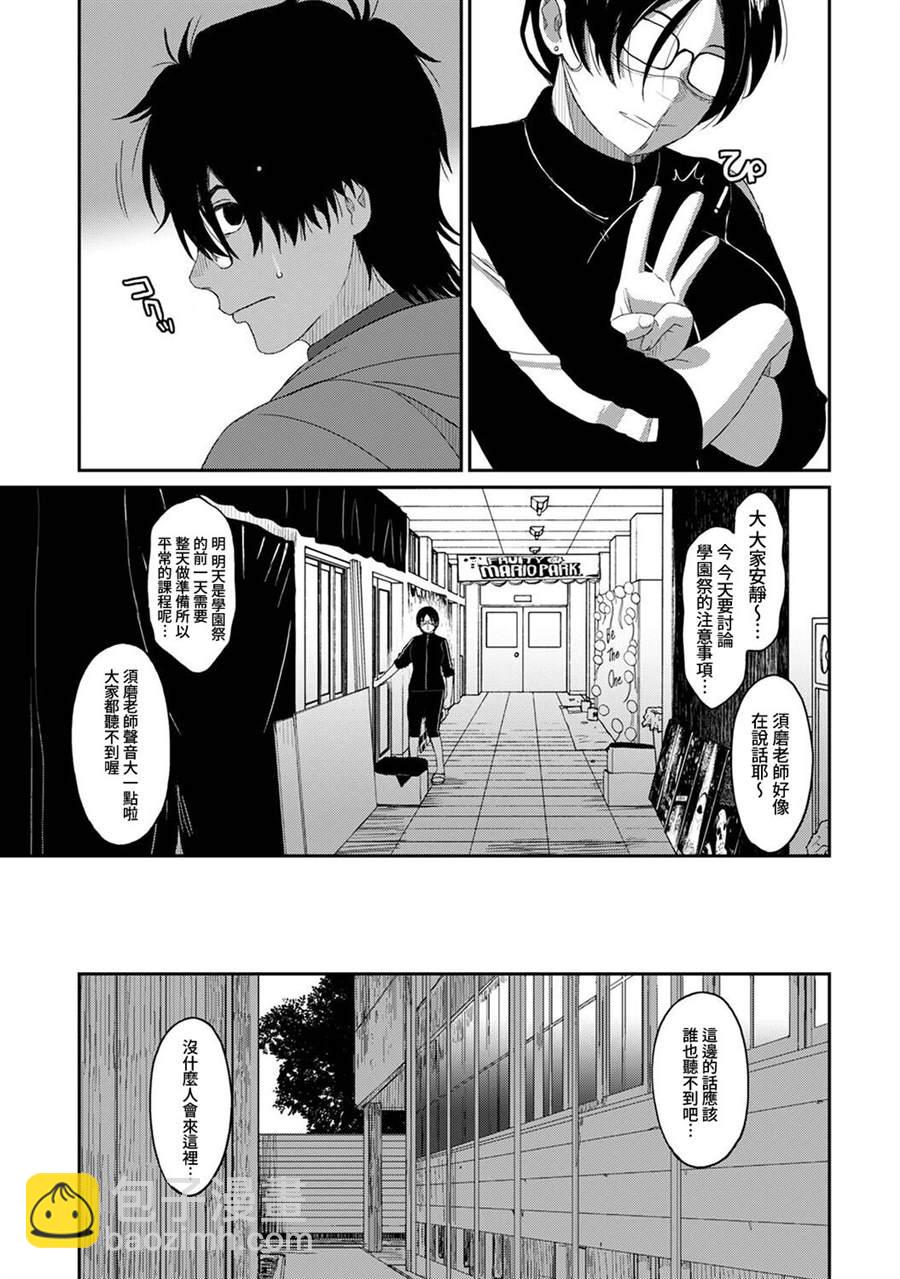 ぴ
コクッ
大大家安靜～…
今今天要討論
學園祭的注意事項…
須磨老師好像
在說話耶～
FRUITY
MARIO PARK
Be
The
One
明明天是學園祭
的前一天需要
整天做準備所以
平常的課程呢…
須磨老師聲音大一點啦
大家都聽不到喔
這邊的話應該
誰也聽不到吧…
沒什麼人會來這裡…
包子漫畫
baozimh.com